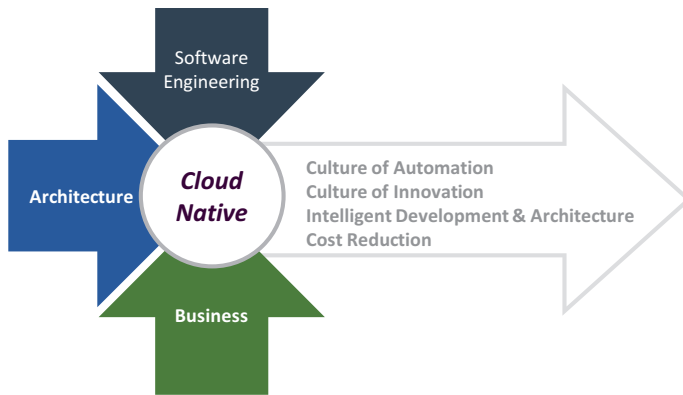 Software
Engineering
Architecture
Cloud
Native
Culture of Automation
Culture of Innovation
Intelligent Development & Architecture
Cost Reduction
Business